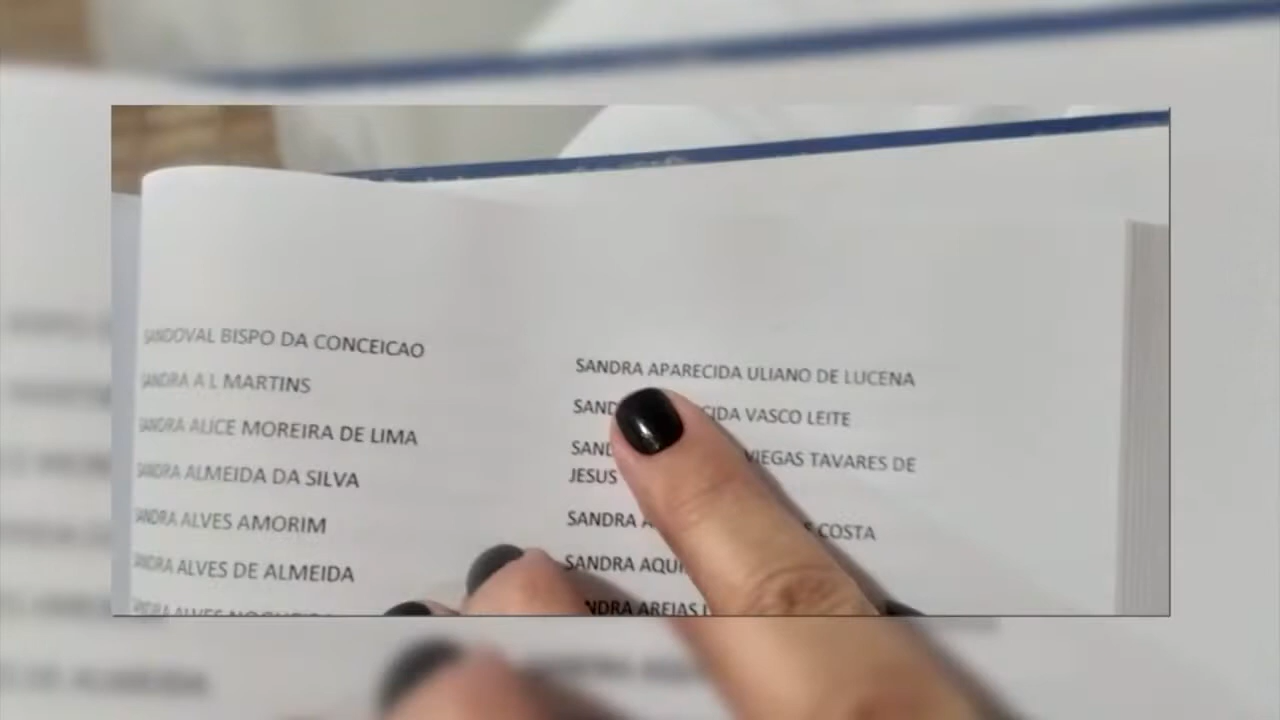 SANDOVAL BISPO DA CONCEICAO
SANDRA A L MARTINS
SANDRA ALICE MOREIRA DE LIMA
SANDRA ALMEIDA DA SILVA
SANDRA ALVES AMORIM
SANDRA ALVES DE ALMEIDA
ALVES
SANDRA APARECIDA ULIANO DE LUCENA
VASCO LEITE
VIEGAS TAVARES DE
JESUS
SANDRA COSTA
SANDRA
AREIAS